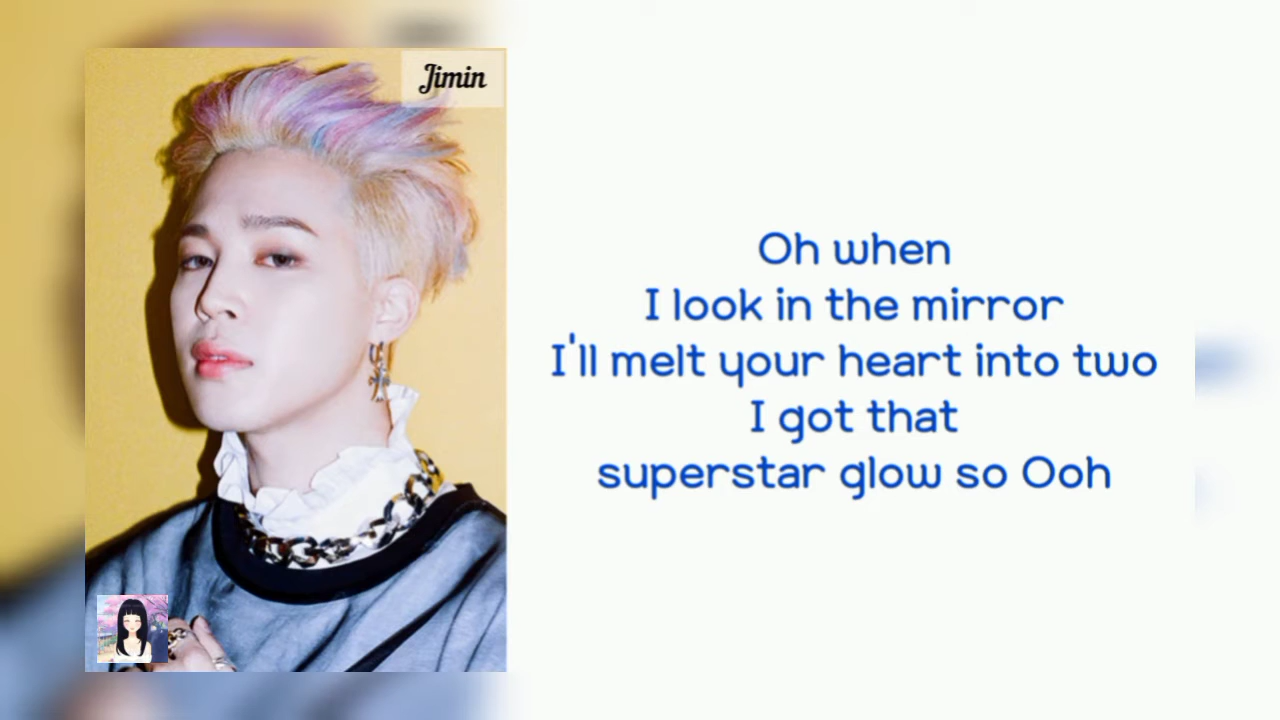 Jimin
Oh when
I look in the mirror
I'll melt your heart into two
I got that
superstar glow so Ooh